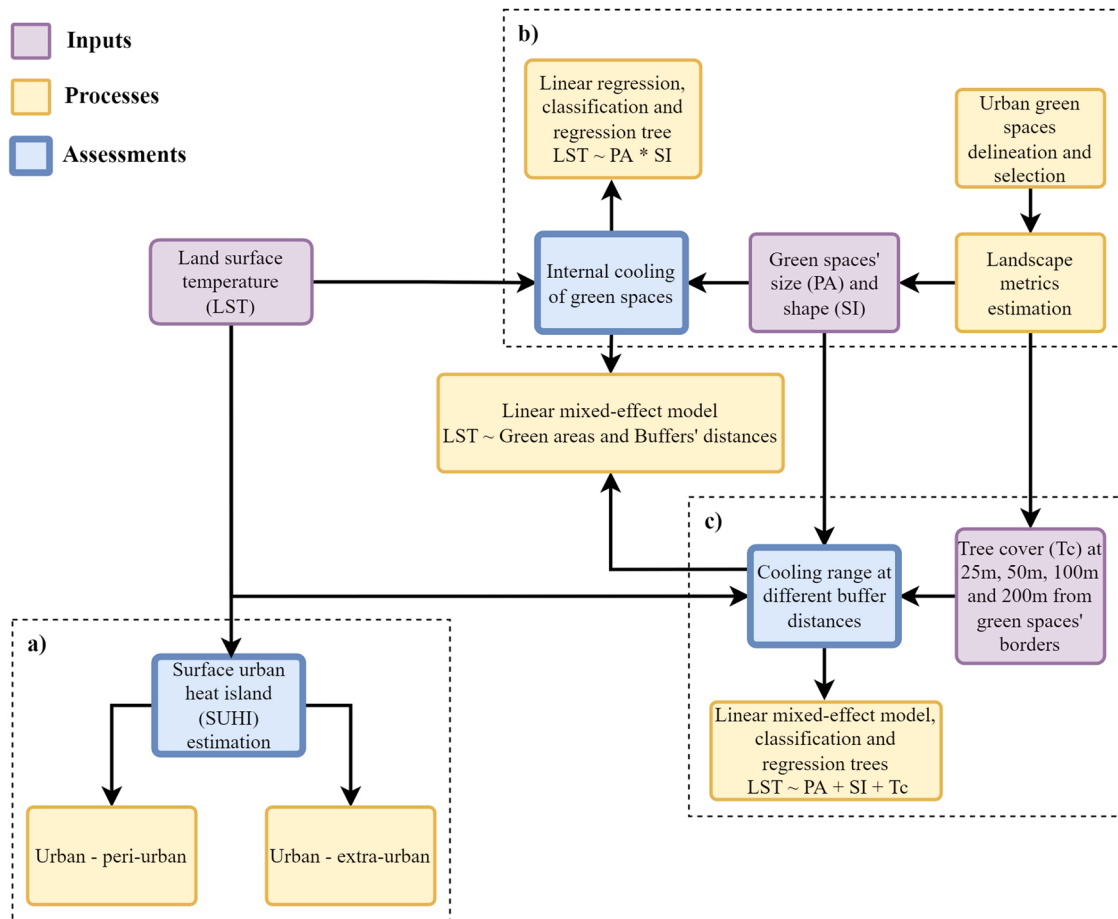 Inputs
Processes
Assessments
b)
Linear regression,
classification and
regression tree
LST ~ PA * SI
Urban green
spaces
delineation and
selection
Land surface
temperature
(LST)
Internal cooling
of green spaces
Green spaces'
size (PA) and
shape (SI)
Landscape
metrics
estimation
Linear mixed-effect model
LST ~ Green areas and Buffers' distances
c)
Cooling range at
different buffer
distances
Tree cover (Tc) at
25m, 50m, 100m
and 200m from
green spaces'
borders
Linear mixed-effect model,
classification and
regression trees
LST ~ PA + SI + Tc
a)
Surface urban
heat island
(SUHI)
estimation
Urban - peri-urban
Urban - extra-urban